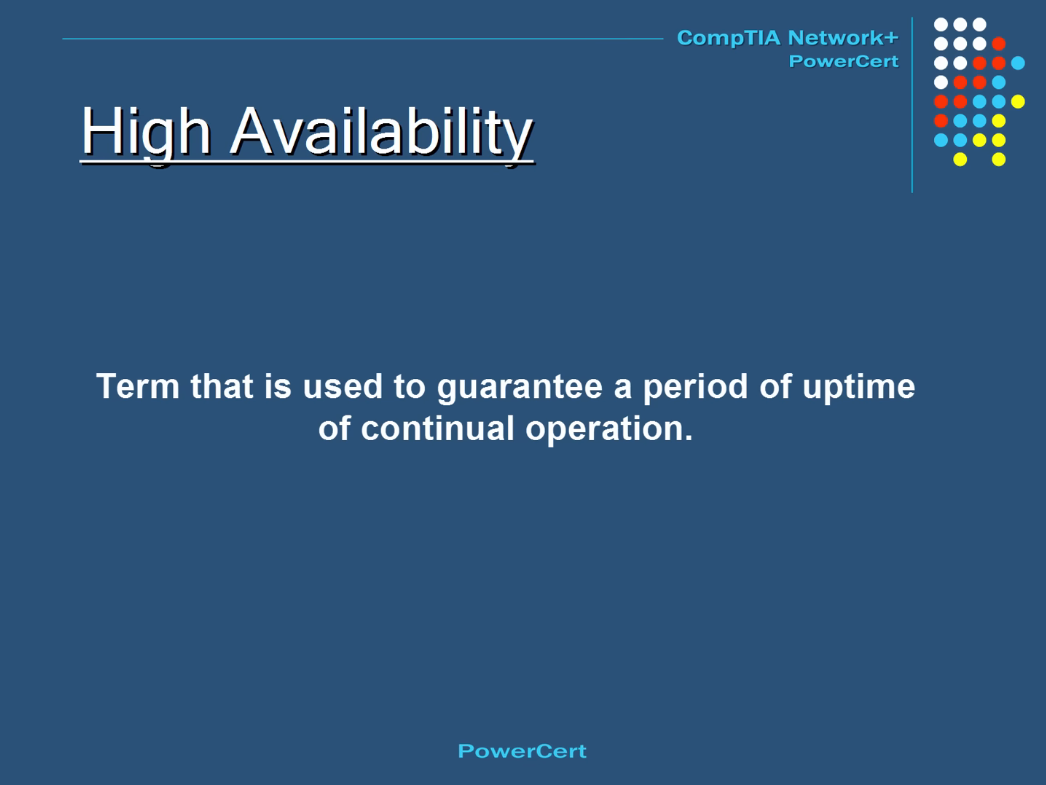 CompTIA Network+
PowerCert
High Availability
Term that is used to guarantee a period of uptime
of continual operation.
PowerCert